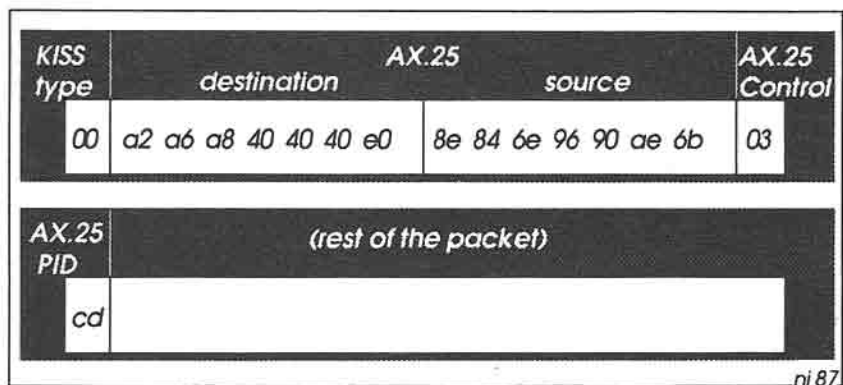 KISS type AX.25 AX.25 Control
destination source
00 a2 a6 a8 40 40 40 e0 8e 84 6e 96 90 ae 6b 03
AX.25 PID (rest of the packet)
cd
nj 87